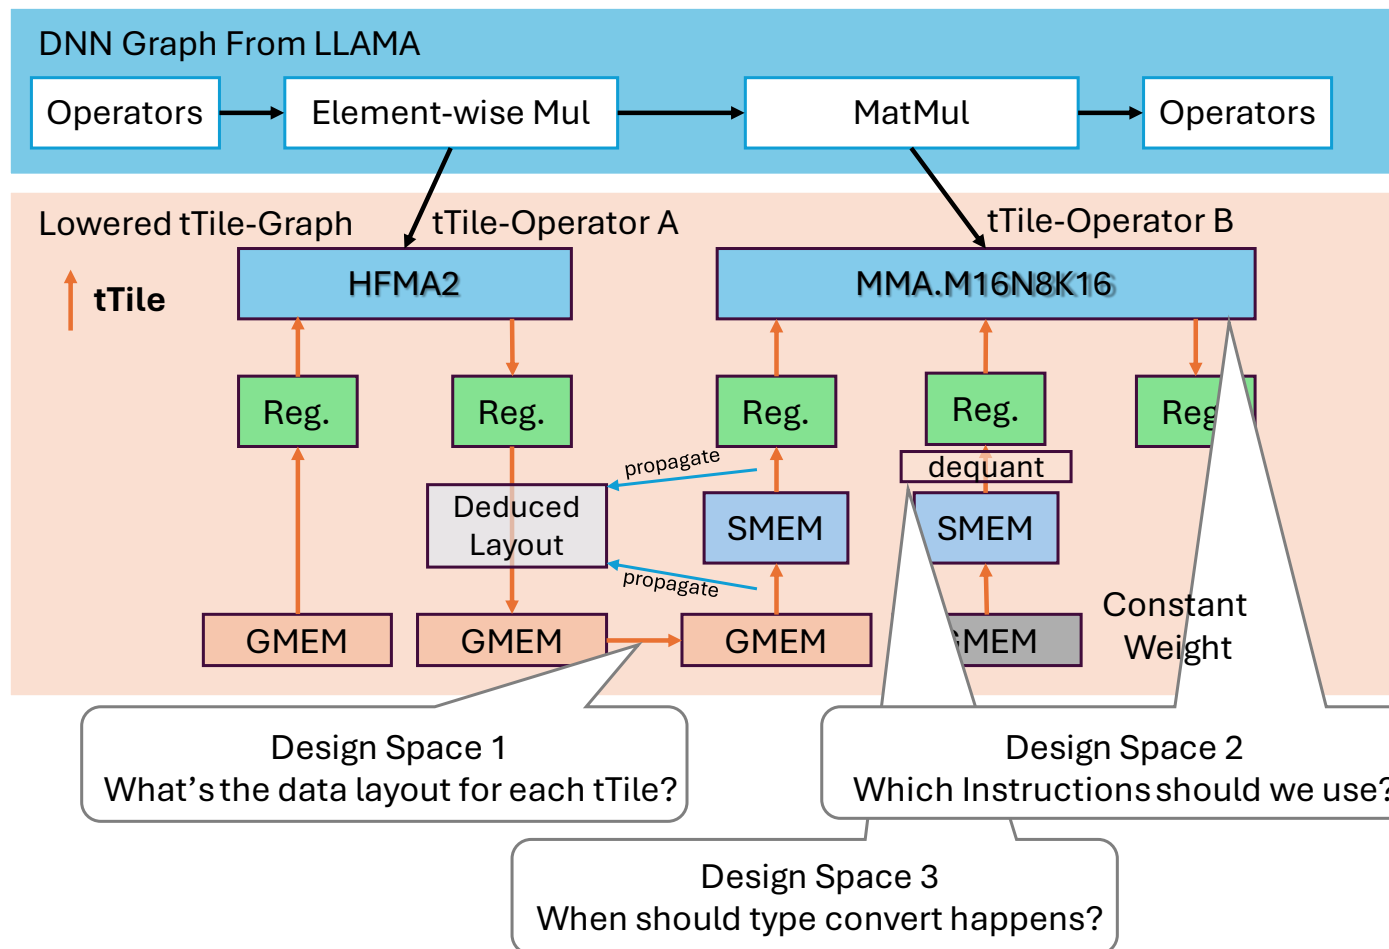 DNN Graph From LLAMA
Operators
Element-wise Mul
MatMul
Operators
Lowered tTile-Graph
tTile-Operator A
tTile-Operator B
tTile
HFMA2
MMA.M16N8K16
Reg.
Reg.
Reg.
Reg.
Reg
propagate
dequant
Deduced
Layout
SMEM
SMEM
propagate
GMEM
GMEM
GMEM
GMEM
Constant
Weight
Design Space 1
What's the data layout for each tTile?
Design Space 2
Which Instructions should we use?
Design Space 3
When should type convert happens?